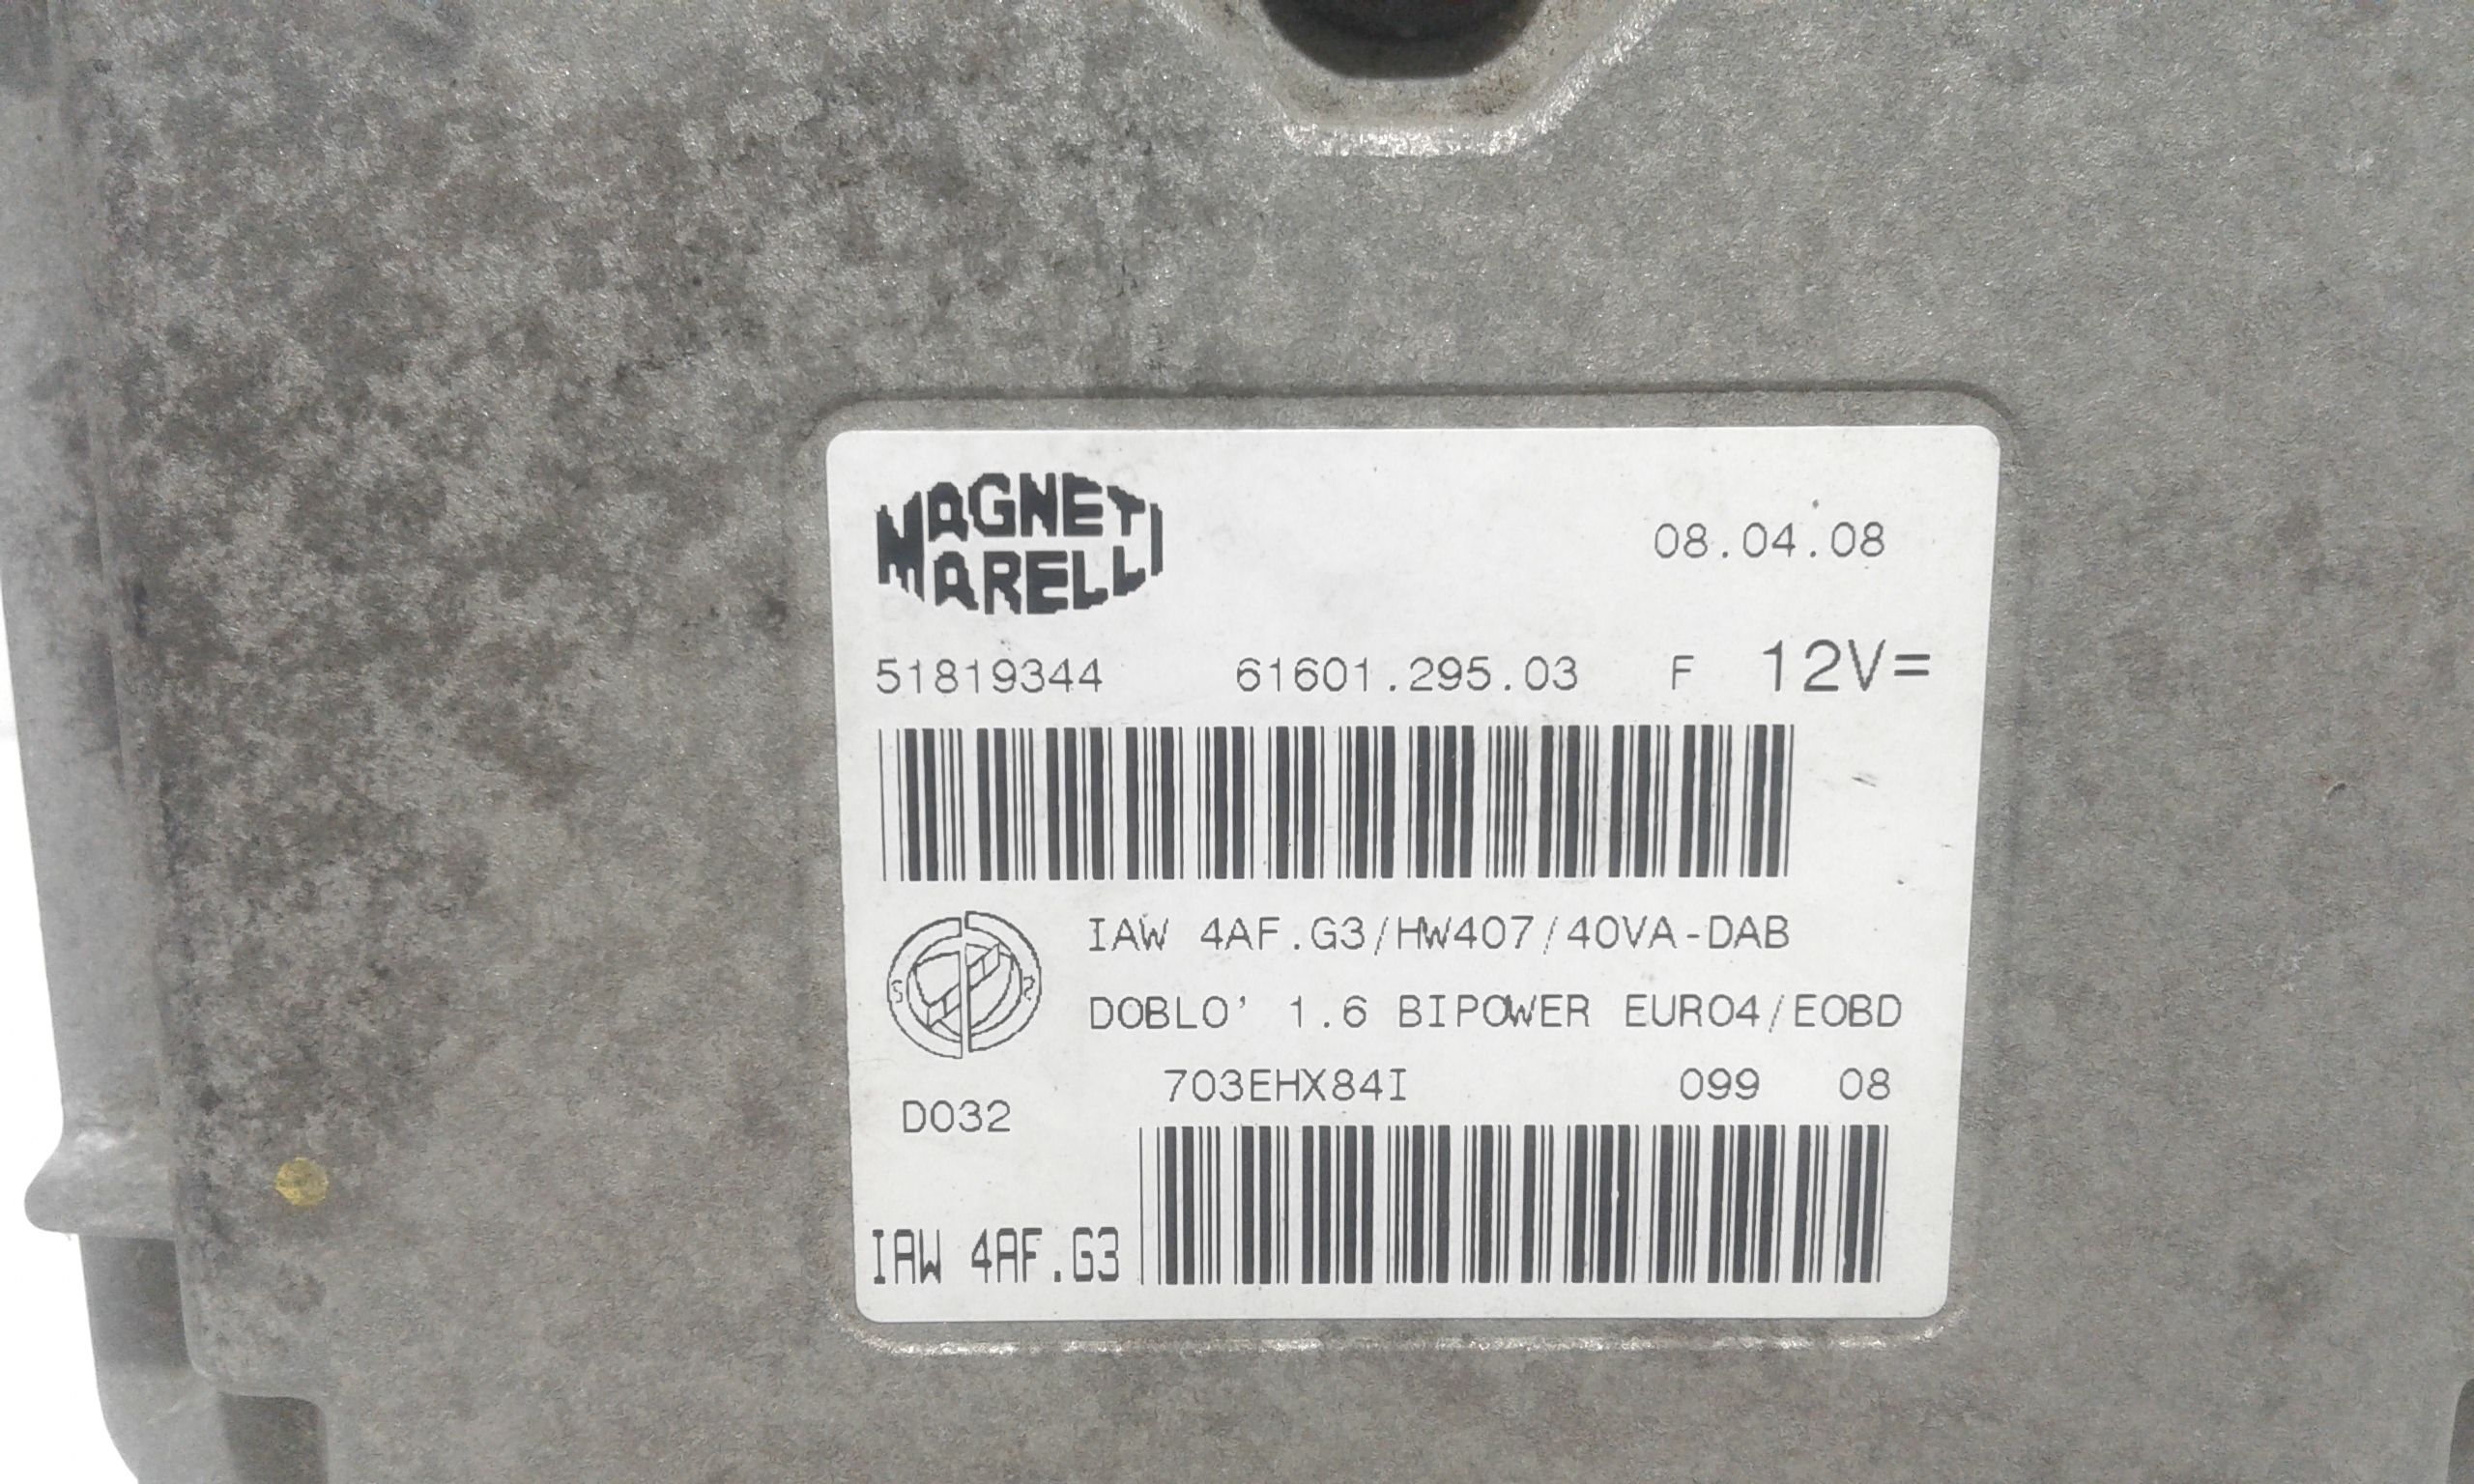 MAGNETI
MARELLI
08.04.08
51819344 61601.295.03 F 12V=
IAW 4AF.G3/HW407/40VA-DAB
S R
DOBLO' 1.6 BIPOWER EURO4/EOBD
703EHX84I 099 08
D032
IAW 4AF.G3